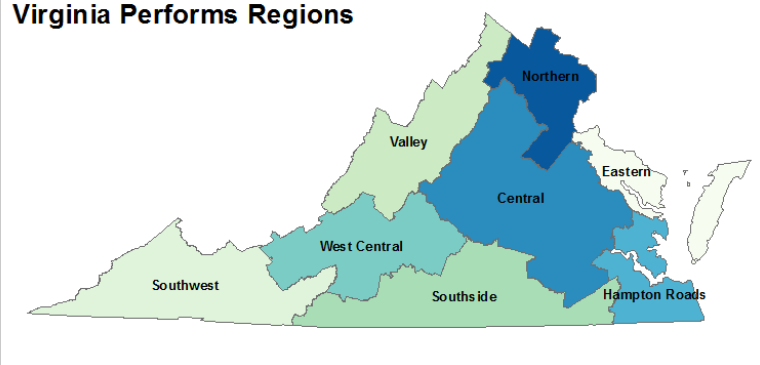 Virginia Performs Regions
Northern
Valley
Eastern
Central
West Central
Southwest
Southside
Hampton Roads